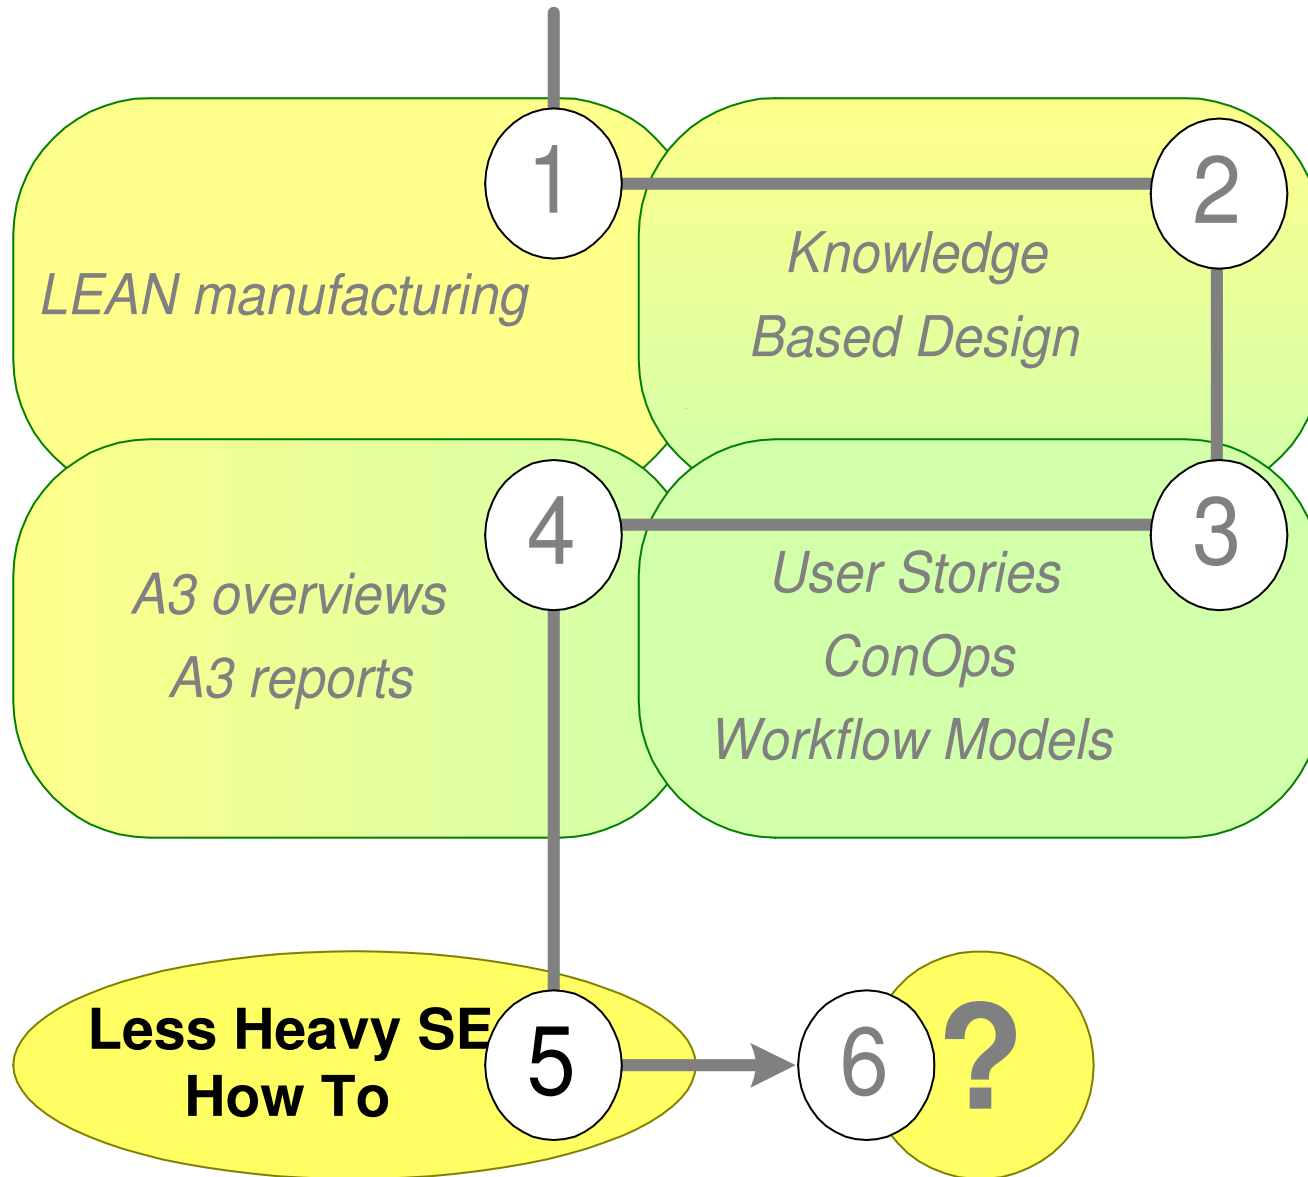 1
LEAN manufacturing
2
Knowledge
Based Design
3
User Stories
ConOps
Workflow Models
4
A3 overviews
A3 reports
5
Less Heavy SE
How To
6
?